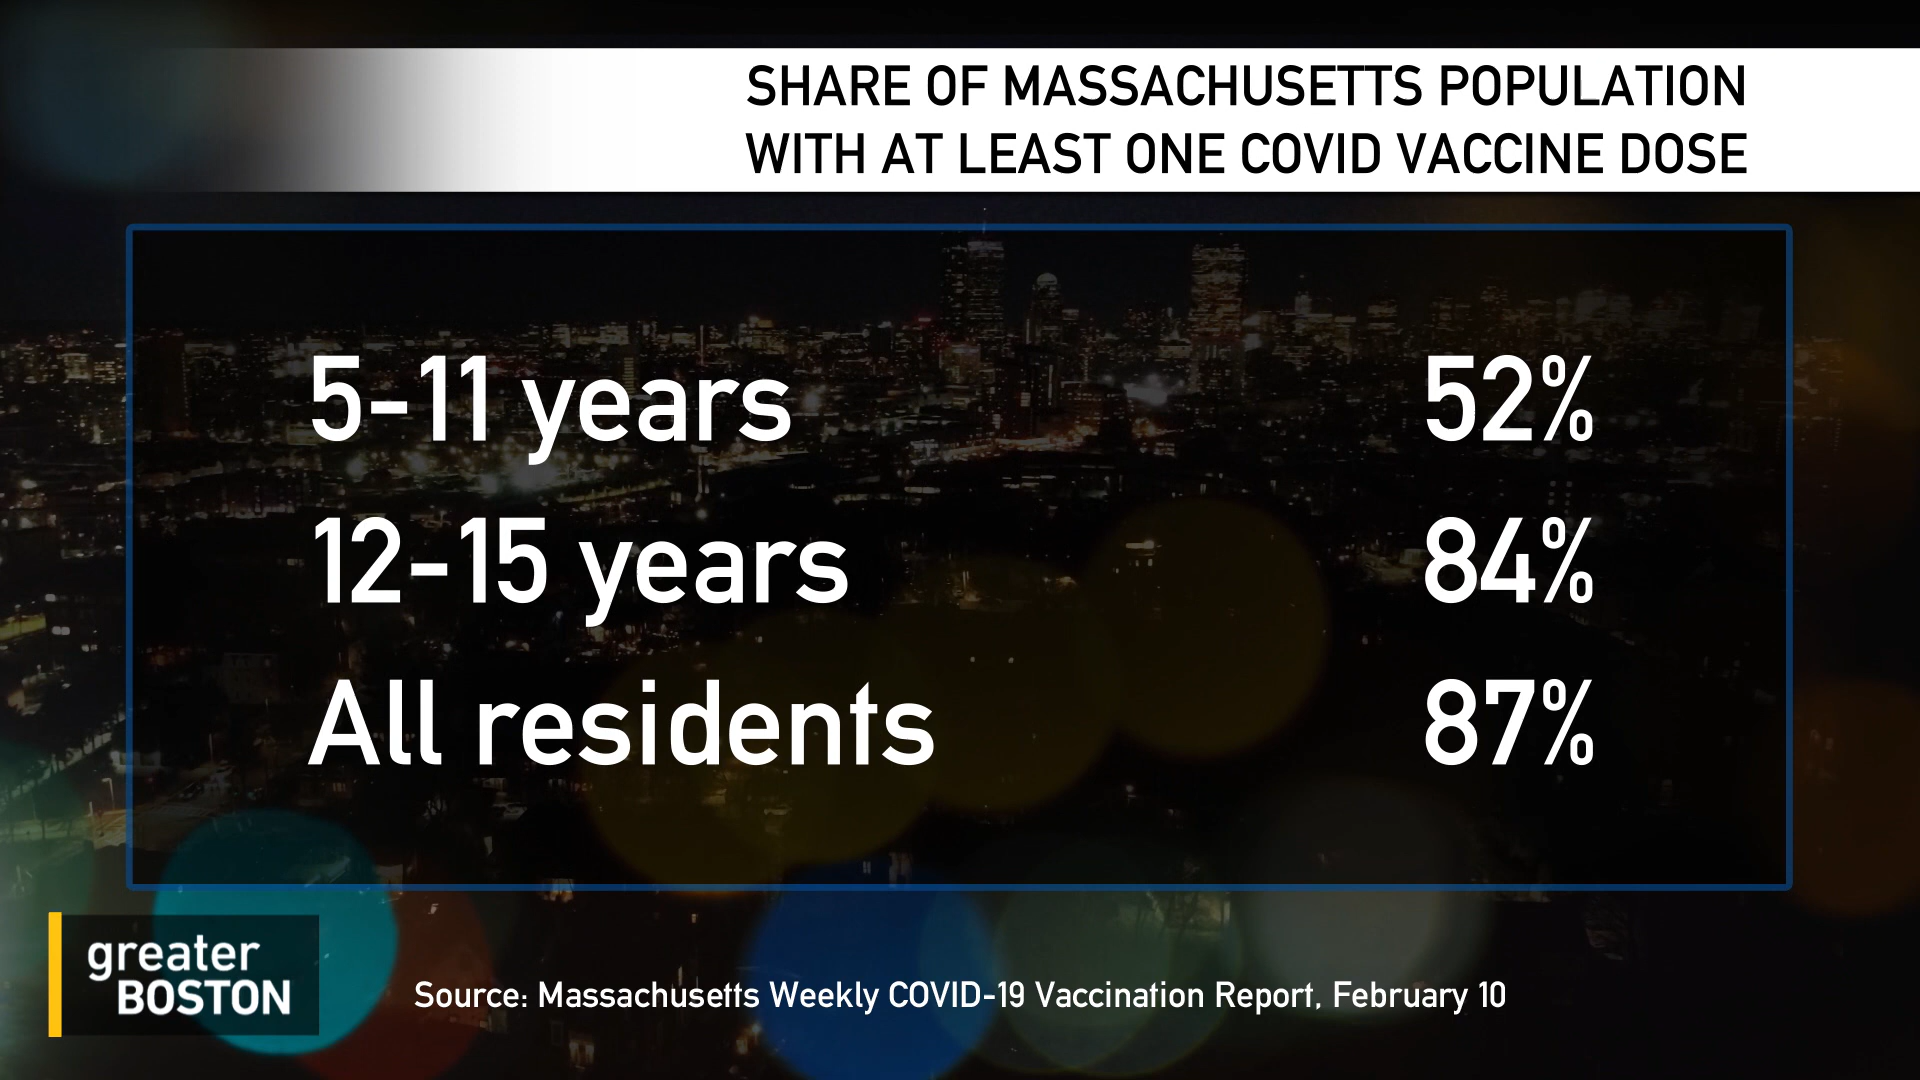 SHARE OF MASSACHUSETTS POPULATION
WITH AT LEAST ONE COVID VACCINE DOSE
5-11 years 52%
12-15 years 84%
All residents 87%
greater
BOSTON
Source: Massachusetts Weekly COVID-19 Vaccination Report, February 10